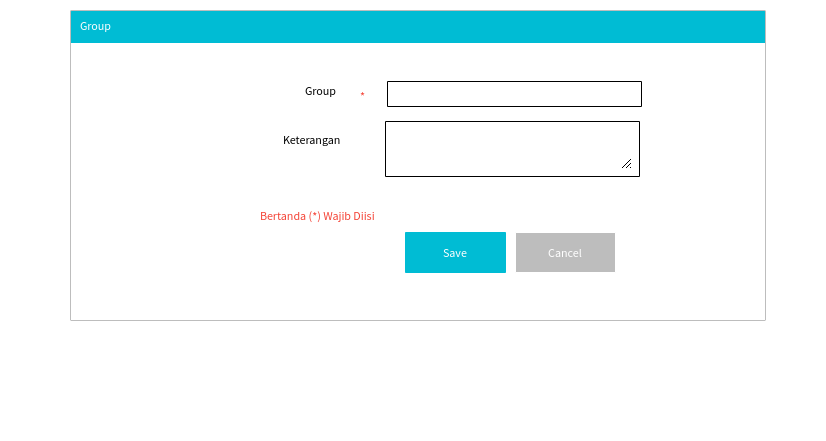 Group
Group *
Keterangan
Bertanda (*) Wajib Diisi
Save Cancel